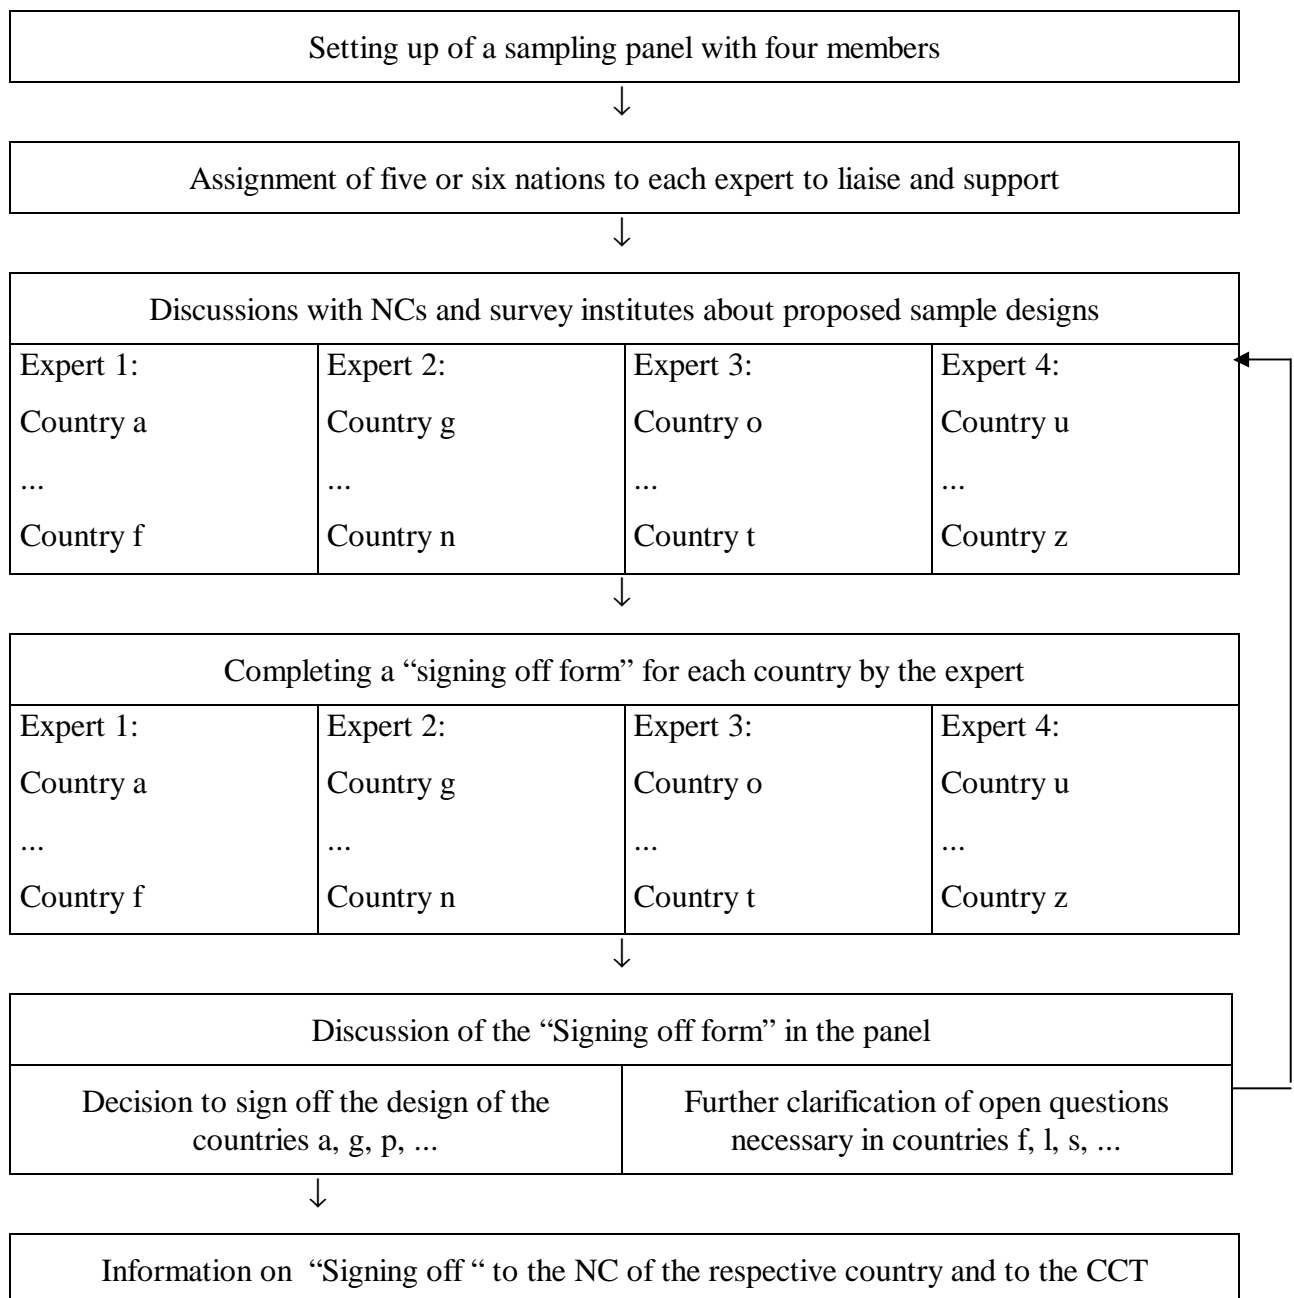 Setting up of a sampling panel with four members
↓
Assignment of five or six nations to each expert to liaise and support
↓
Discussions with NCs and survey institutes about proposed sample designs
Expert 1:
Country a
...
Country f
Expert 2:
Country g
...
Country n
Expert 3:
Country o
...
Country t
Expert 4:
Country u
...
Country z
↓
Completing a “signing off form” for each country by the expert
Expert 1:
Country a
...
Country f
Expert 2:
Country g
...
Country n
Expert 3:
Country o
...
Country t
Expert 4:
Country u
...
Country z
↓
Discussion of the “Signing off form” in the panel
Decision to sign off the design of the
countries a, g, p, ...
Further clarification of open questions
necessary in countries f, l, s, ...
↓
Information on  “Signing off “ to the NC of the respective country and to the CCT